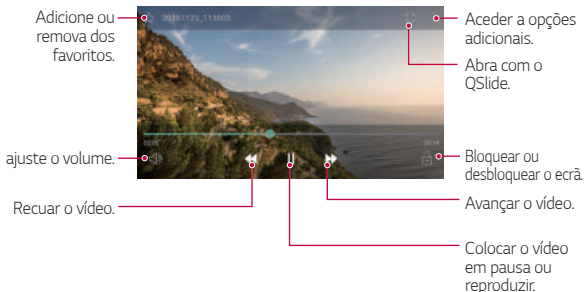 Adicione ou
remova dos
favoritos.
20161123_115603
Aceder a opções
adicionais.
Abra com o
QSlide.
ajuste o volume.
Bloquear ou
desbloquear o ecrã.
Recuar o vídeo.
Avançar o vídeo.
Colocar o vídeo
em pausa ou
reproduzir.